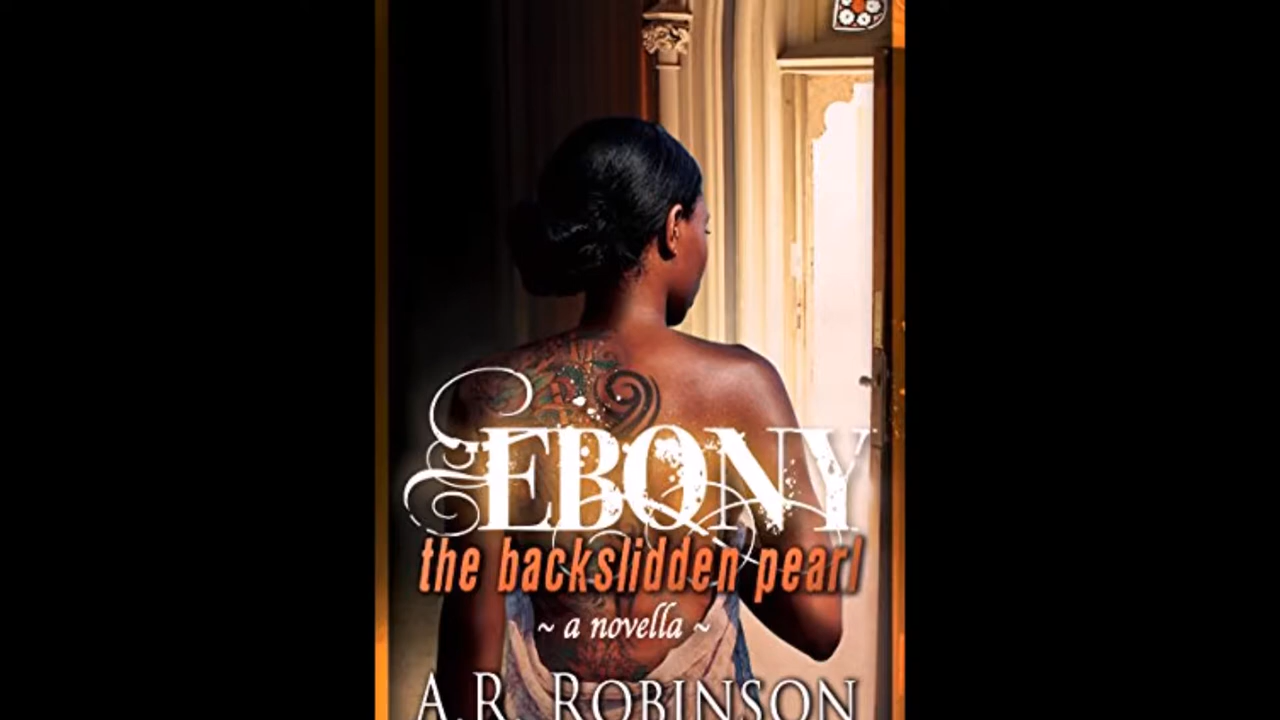 EBONY
the backslidden pearl
~ a novella ~
A.R. ROBINSON